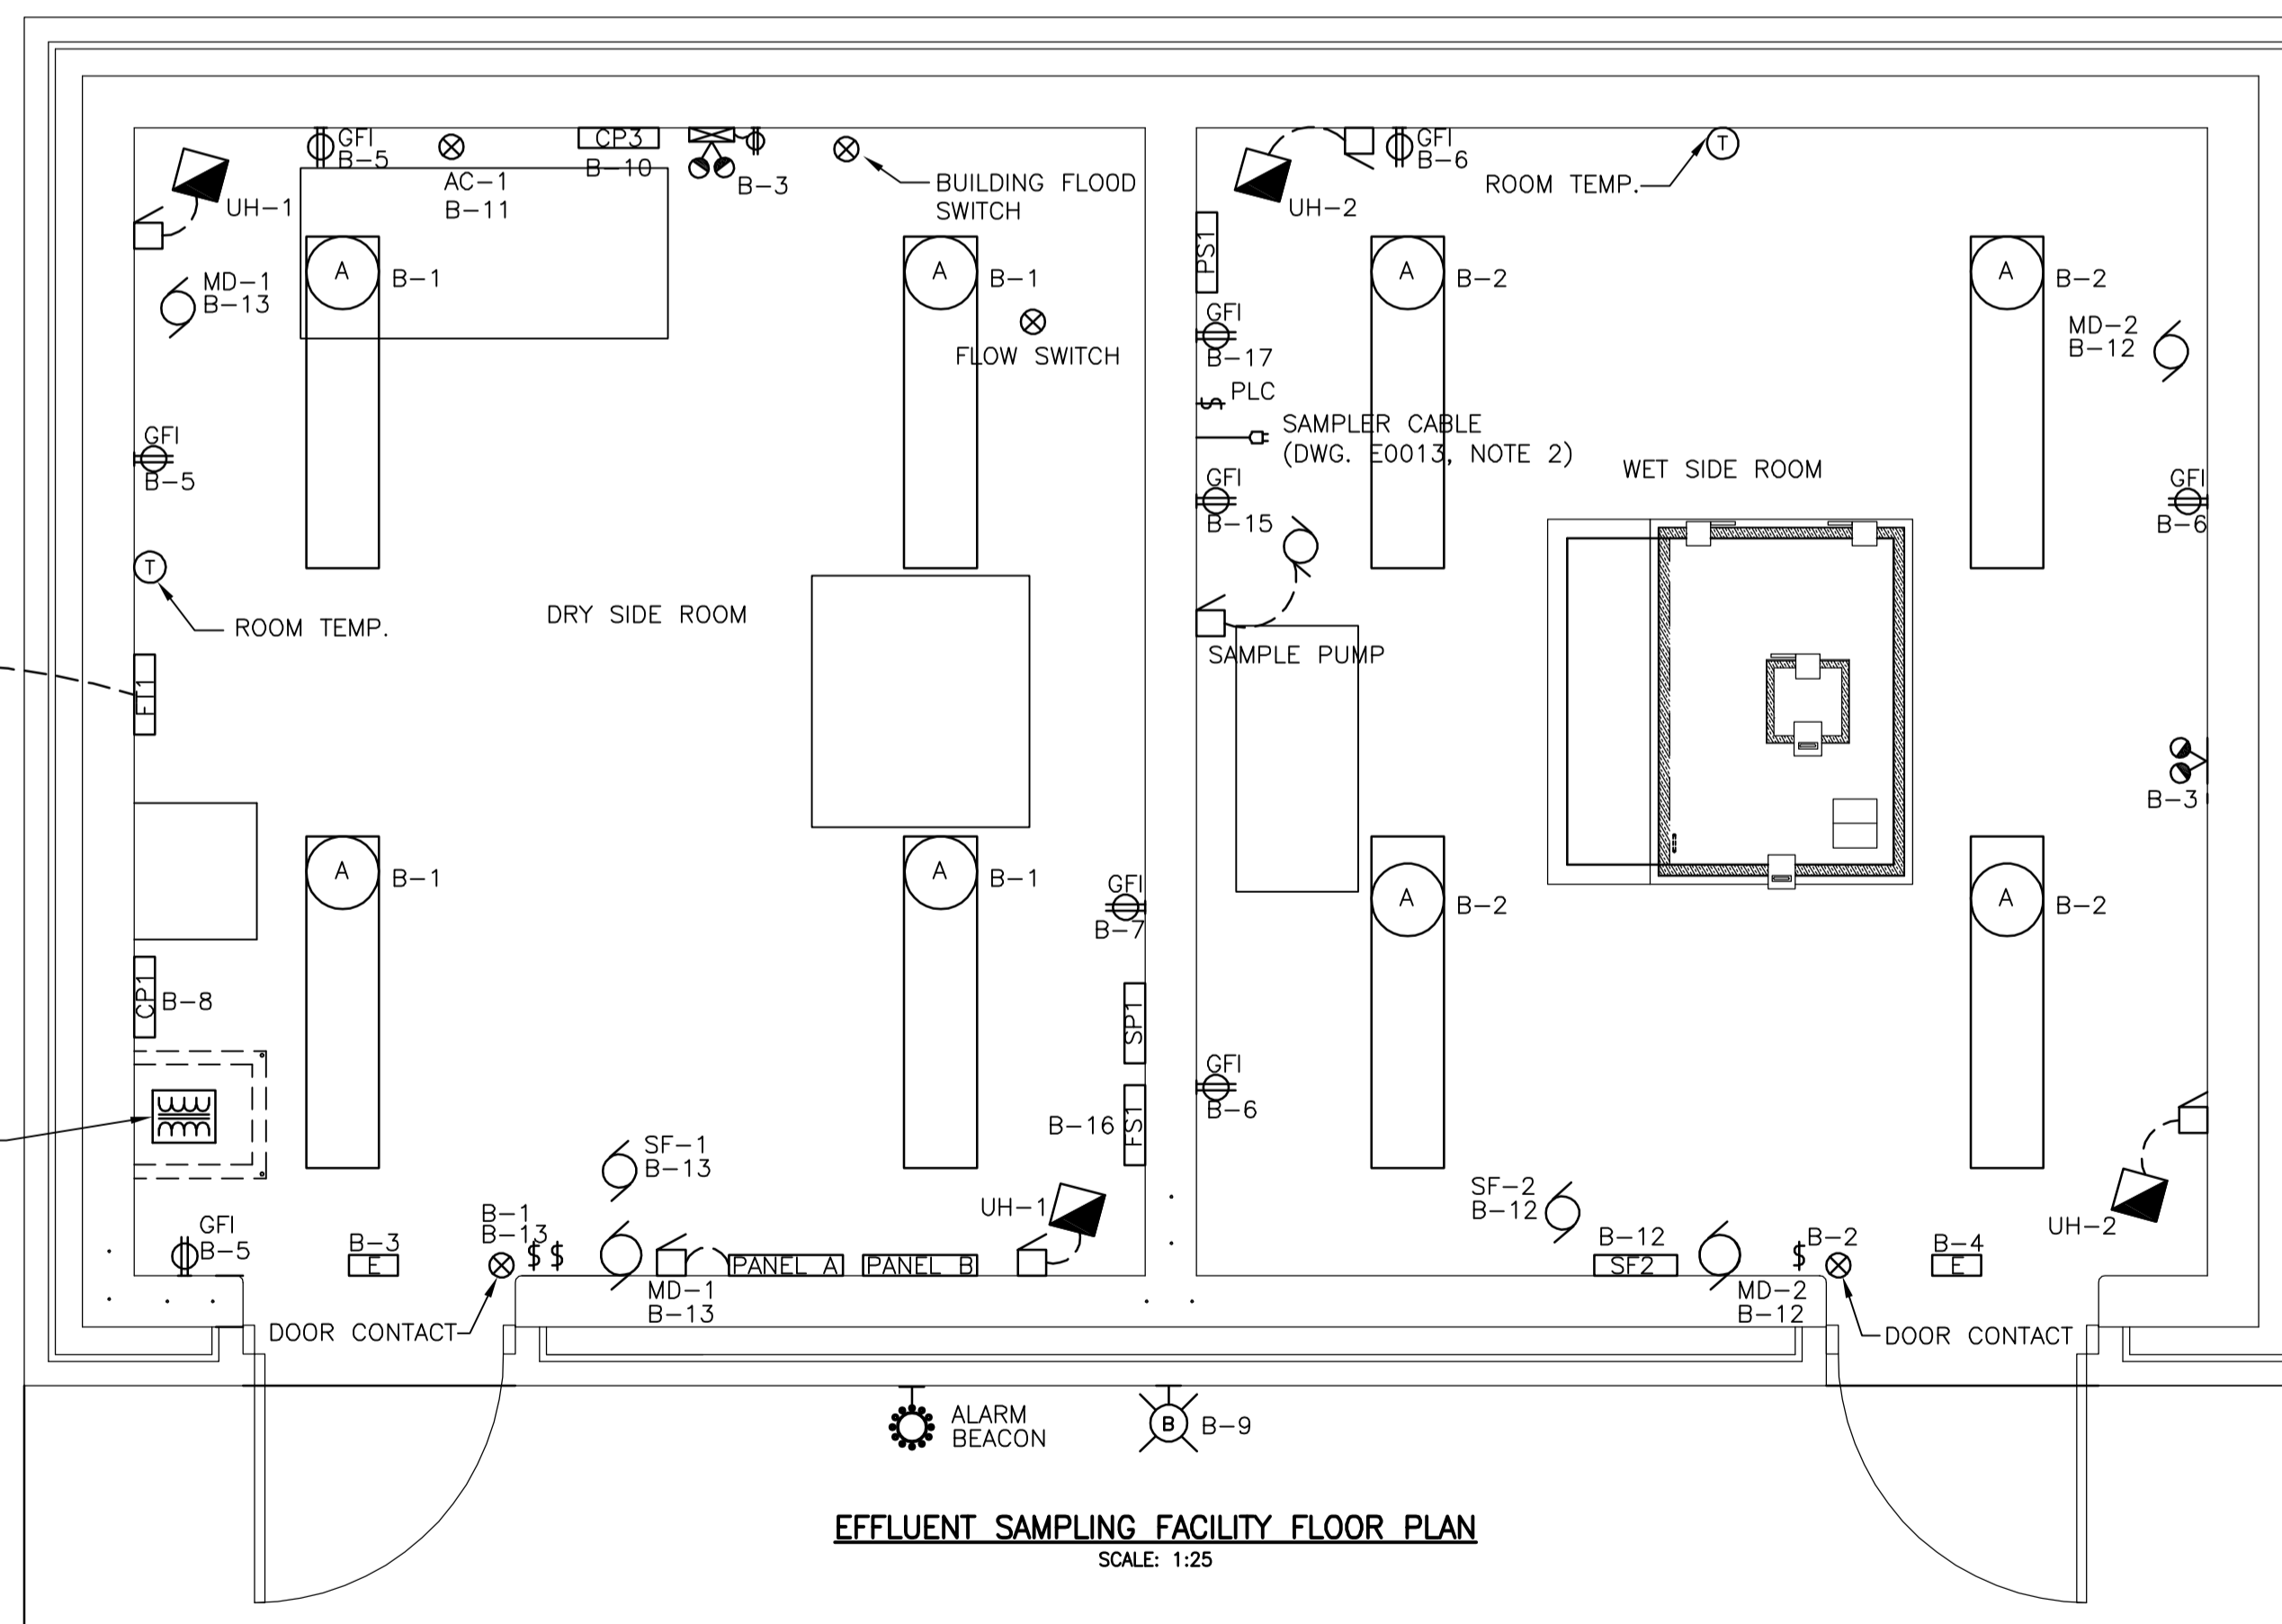 GFI
B-5
AC-1
B-11
CP3
B-10
B-3
BUILDING FLOOD
SWITCH
UH-1
MD-1
B-13
A
B-1
A
B-1
FLOW SWITCH
GFI
B-5
T
ROOM TEMP.
DRY SIDE ROOM
FT1
A
B-1
A
B-1
GFI
B-7
CP1
B-8
SP1
B-16
FS1
SF-1
B-13
UH-1
GFI
B-5
B-3
E
B-1
B-13
$ $
PANEL A
PANEL B
MD-1
B-13
DOOR CONTACT
UH-2
GFI
B-6
ROOM TEMP.
T
PS1
A
B-2
A
B-2
GFI
B-17
MD-2
B-12
PLC
$
SAMPLER CABLE
(DWG. E0013, NOTE 2)
WET SIDE ROOM
GFI
B-15
GFI
B-6
SAMPLE PUMP
B-3
A
B-2
A
B-2
GFI
B-6
SF-2
B-12
UH-2
B-12
SF2
$
B-2
B-4
E
MD-2
B-12
DOOR CONTACT
ALARM
BEACON
B
B-9
EFFLUENT SAMPLING FACILITY FLOOR PLAN
SCALE: 1:25